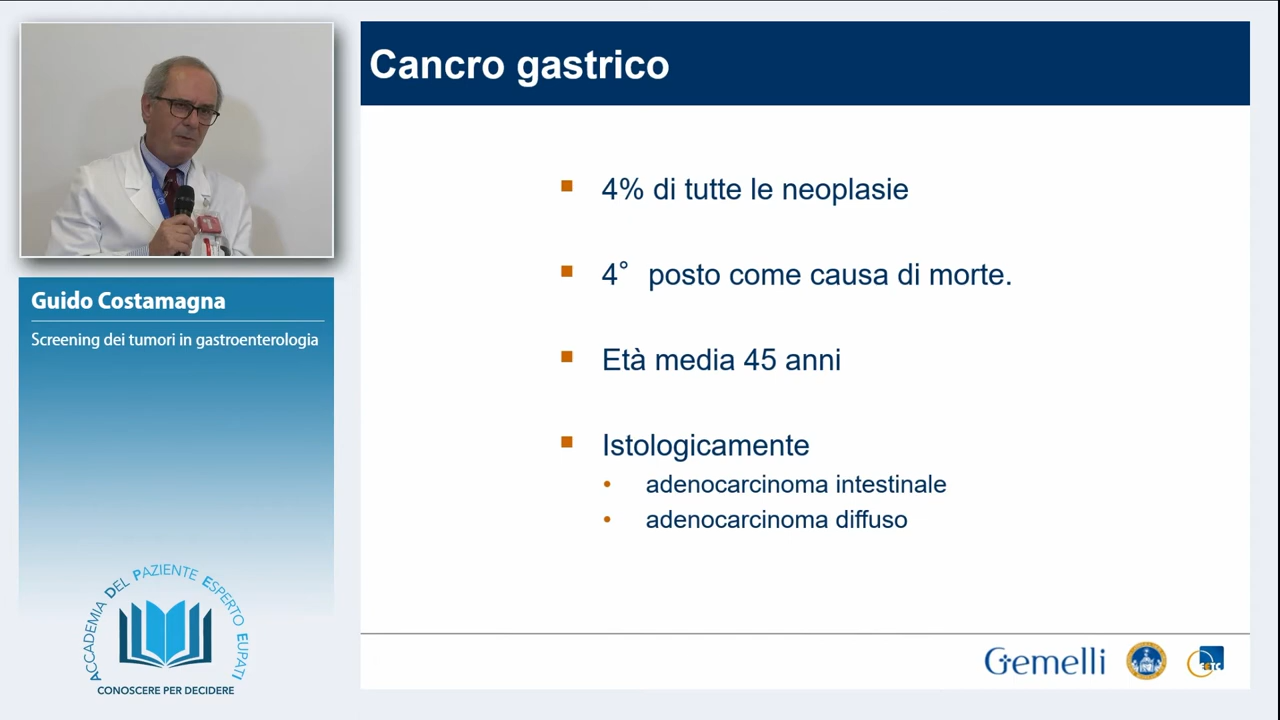 Cancro gastrico
4% di tutte le neoplasie
4° posto come causa di morte.
Età media 45 anni
Istologicamente
adenocarcinoma intestinale
adenocarcinoma diffuso
Guido Costamagna
Screening dei tumori in gastroenterologia
ACCADEMIA DEL PAZIENTE ESPERTO EUPATI
CONOSCERE PER DECIDERE
Gemelli